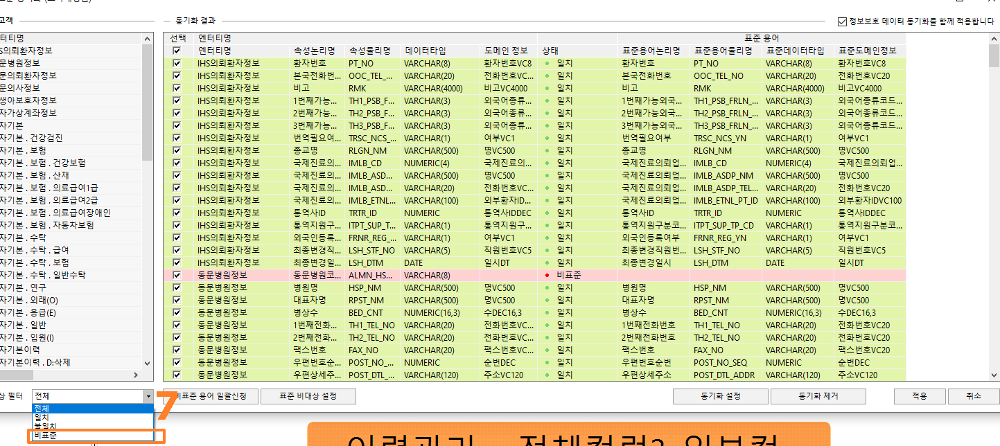 고객
동기화 결과
정보보호 데이터 동기화를 함께 적용합니다
터티명
S의뢰환자정보
문병원정보
문의뢰환자정보
문의사정보
생아보호자정보
자가상계좌정보
자기본
자기본 . 건강검진
자기본 . 보험
자기본 . 보험 . 건강보험
자기본 . 보험 . 산재
자기본 . 보험 . 의료급여1급
자기본 . 보험 . 의료급여2급
자기본 . 보험 . 의료급여장애인
자기본 . 보험 . 자동차보험
자기본 . 수탁
자기본 . 수탁 . 급여
자기본 . 수탁 . 보험
자기본 . 수탁 . 일반수탁
자기본 . 연구
자기본 . 외래(O)
자기본 . 응급(E)
자기본 . 일반
자기본 . 입원(I)
자기본이력
자기본이력 . D:삭제
선택 엔터티명 표준 용어
엔터티명 속성논리명 속성물리명 데이터타입 도메인 정보 상태 표준용어논리명 표준용어물리명 표준데이터타입 표준도메인정보
IHS의뢰환자정보 환자번호 PT_NO VARCHAR(8) 환자번호VC8 일치 환자번호 PT_NO VARCHAR(8) 환자번호VC8
IHS의뢰환자정보 본국전화번... OOC_TEL_... VARCHAR(20) 전화번호VC... 일치 본국전화번호 OOC_TEL_NO VARCHAR(20) 전화번호VC20
IHS의뢰환자정보 비고 RMK VARCHAR(4000) 비고VC4000 일치 비고 RMK VARCHAR(4000) 비고VC4000
IHS의뢰환자정보 1번째가능... TH1_PSB_F... VARCHAR(3) 외국어종류... 일치 1번째가능외국... TH1_PSB_FRLN_... VARCHAR(3) 외국어종류코드...
IHS의뢰환자정보 2번째가능... TH2_PSB_F... VARCHAR(3) 외국어종류... 일치 2번째가능외국... TH2_PSB_FRLN_... VARCHAR(3) 외국어종류코드...
IHS의뢰환자정보 3번째가능... TH3_PSB_F... VARCHAR(3) 외국어종류... 일치 3번째가능외국... TH3_PSB_FRLN_... VARCHAR(3) 외국어종류코드...
IHS의뢰환자정보 번역필요여... TRSC_NCS_... VARCHAR(1) 여부VC1 일치 번역필요여부 TRSC_NCS_YN VARCHAR(1) 여부VC1
IHS의뢰환자정보 종교명 RLGN_NM VARCHAR(500) 명VC500 일치 종교명 RLGN_NM VARCHAR(500) 명VC500
IHS의뢰환자정보 국제진료의... IMLB_CD NUMERIC(4) 국제진료의... 일치 국제진료의뢰업... IMLB_CD NUMERIC(4) 국제진료의뢰업...
IHS의뢰환자정보 국제진료의... IMLB_ASD... VARCHAR(500) 명VC500 일치 국제진료의뢰업... IMLB_ASDP_NM VARCHAR(500) 명VC500
IHS의뢰환자정보 국제진료의... IMLB_ASD... VARCHAR(20) 전화번호VC... 일치 국제진료의뢰업... IMLB_ASDP_TEL... VARCHAR(20) 전화번호VC20
IHS의뢰환자정보 국제진료의... IMLB_ETNL... VARCHAR(100) 외부환자ID... 일치 국제진료의뢰업... IMLB_ETNL_PT_ID VARCHAR(100) 외부환자IDVC100
IHS의뢰환자정보 통역사ID TRTR_ID NUMERIC 통역사IDDEC 일치 통역사ID TRTR_ID NUMERIC 통역사IDDEC
IHS의뢰환자정보 통역지원구... ITPT_SUP_T... VARCHAR(1) 통역지원구... 일치 통역지원구분코... ITPT_SUP_TP_CD VARCHAR(1) 통역지원구분코...
IHS의뢰환자정보 외국인등록... FRNR_REG_... VARCHAR(1) 여부VC1 일치 외국인등록여부 FRNR_REG_YN VARCHAR(1) 여부VC1
IHS의뢰환자정보 최종변경직... LSH_STF_NO VARCHAR(5) 직원번호VC5 일치 최종변경직원번... LSH_STF_NO VARCHAR(5) 직원번호VC5
IHS의뢰환자정보 최종변경일... LSH_DTM DATE 일시DT 일치 최종변경일시 LSH_DTM DATE 일시DT
동문병원정보 동문병원코... ALMN_HS... VARCHAR(8) 비표준
동문병원정보 병원명 HSP_NM VARCHAR(500) 명VC500 일치 병원명 HSP_NM VARCHAR(500) 명VC500
동문병원정보 대표자명 RPST_NM VARCHAR(500) 명VC500 일치 대표자명 RPST_NM VARCHAR(500) 명VC500
동문병원정보 병상수 BED_CNT NUMERIC(16,3) 수DEC16,3 일치 병상수 BED_CNT NUMERIC(16,3) 수DEC16,3
동문병원정보 1번째전화... TH1_TEL_NO VARCHAR(20) 전화번호VC... 일치 1번째전화번호 TH1_TEL_NO VARCHAR(20) 전화번호VC20
동문병원정보 2번째전화... TH2_TEL_NO VARCHAR(20) 전화번호VC... 일치 2번째전화번호 TH2_TEL_NO VARCHAR(20) 전화번호VC20
동문병원정보 팩스번호 FAX_NO VARCHAR(20) 팩스번호VC... 일치 팩스번호 FAX_NO VARCHAR(20) 팩스번호VC20
동문병원정보 우편번호순... POST_NO_... NUMERIC 순번DEC 일치 우편번호순번 POST_NO_SEQ NUMERIC 순번DEC
동문병원정보 우편상세주... POST_DTL_... VARCHAR(120) 주소VC120 일치 우편상세주소 POST_DTL_ADDR VARCHAR(120) 주소VC120
상 필터 전체 비표준 용어 일괄신청 표준 비대상 설정 동기화 설정 동기화 제거 적용 취소
전체
일치
불일치
비표준
7